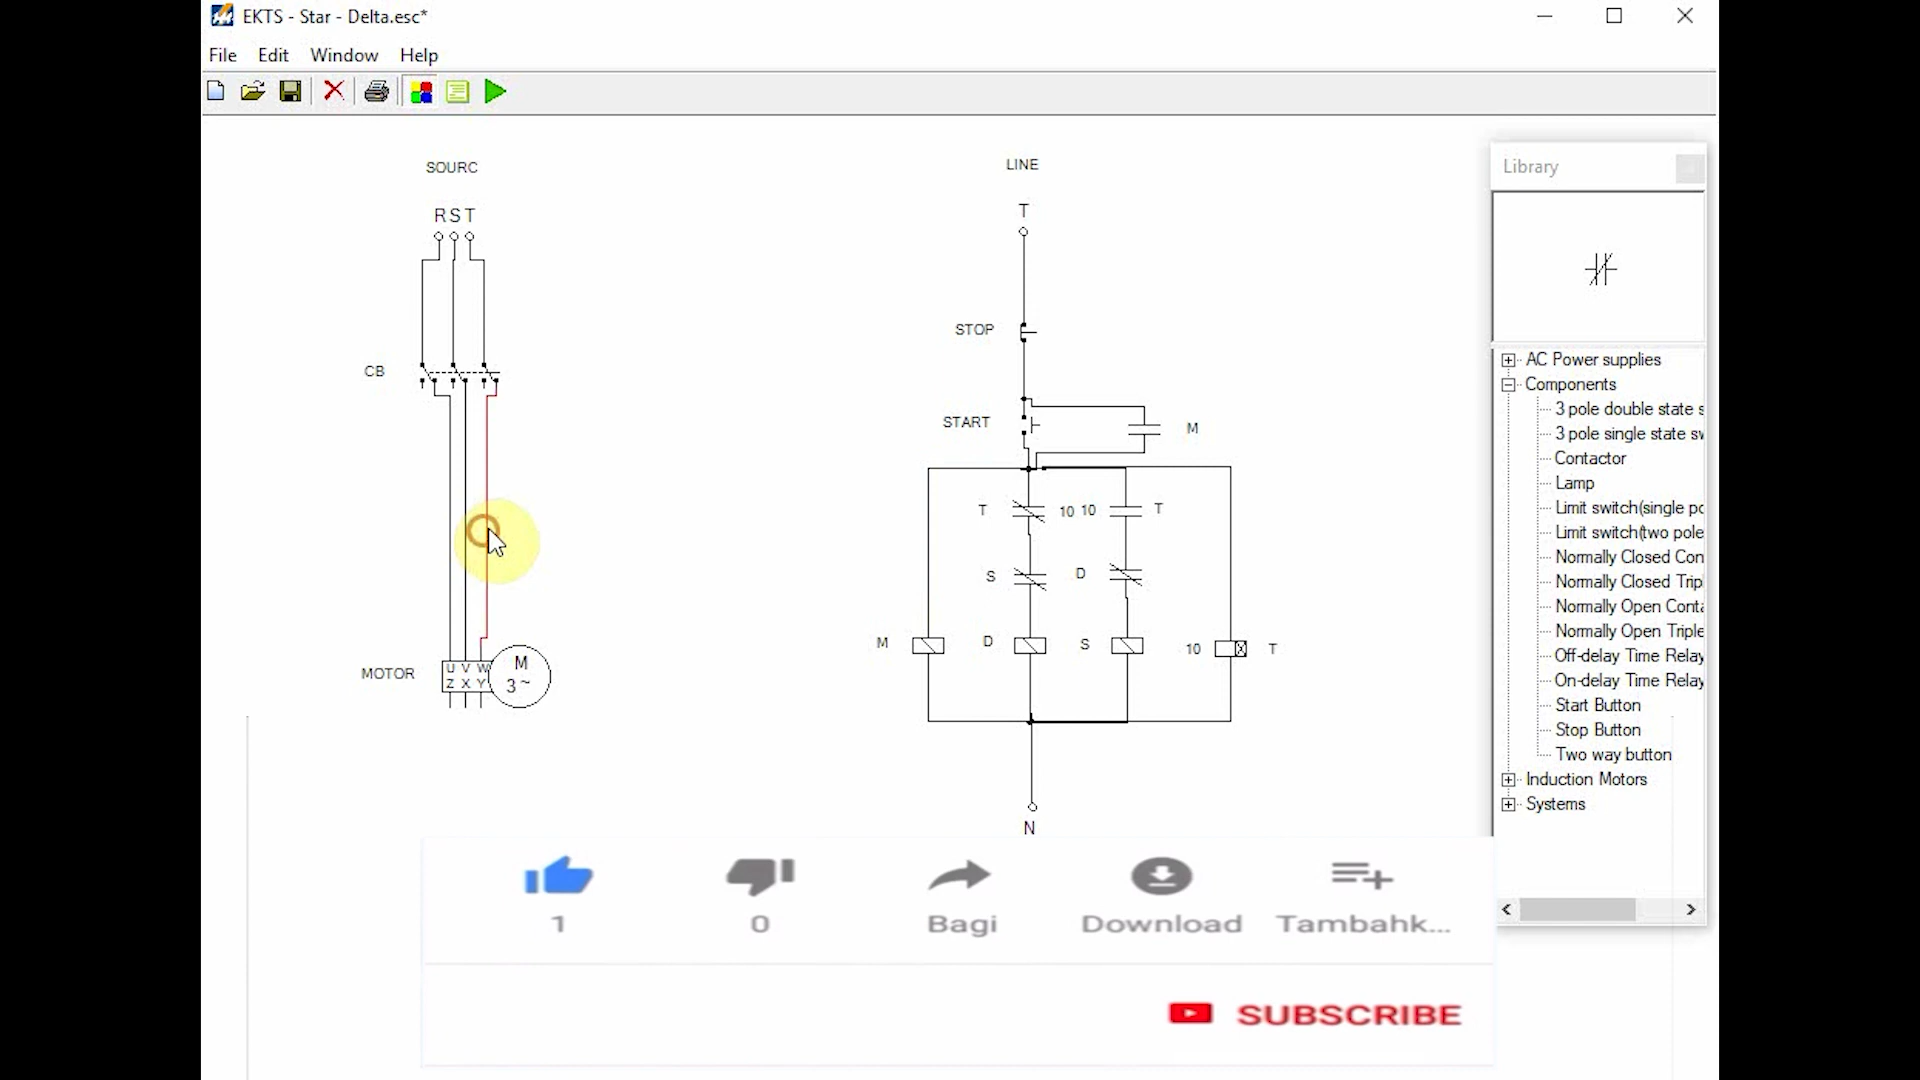 EKTS - Star - Delta.esc*
File Edit Window Help
SOURC
R S T
CB
MOTOR
U V W
Z X Y
M
3 ~
LINE
T
STOP
START
M
T 10 10 T
S D
M D S 10 T
N
Library
AC Power supplies
Components
3 pole double state s
3 pole single state sw
Contactor
Lamp
Limit switch(single po
Limit switch(two pole
Normally Closed Con
Normally Closed Trip
Normally Open Conta
Normally Open Triple
Off-delay Time Relay
On-delay Time Relay
Start Button
Stop Button
Two way button
Induction Motors
Systems
1 0 Bagi Download Tambahk...
SUBSCRIBE